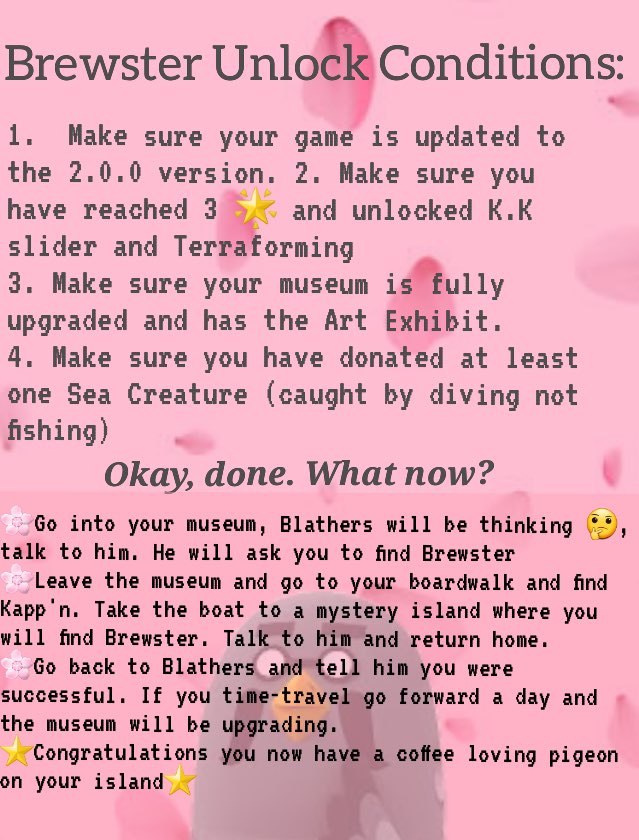 Brewster Unlock Conditions:
1.  Make sure your game is updated to
the 2.0.0 version. 2. Make sure you
have reached 3 🌟 and unlocked K.K
slider and Terraforming
3. Make sure your museum is fully
upgraded and has the Art Exhibit.
4. Make sure you have donated at least
one Sea Creature (caught by diving not
fishing)
Okay, done. What now?
🌸Go into your museum, Blathers will be thinking 🤔,
talk to him. He will ask you to find Brewster
🌸Leave the museum and go to your boardwalk and find
Kapp'n. Take the boat to a mystery island where you
will find Brewster. Talk to him and return home.
🌸Go back to Blathers and tell him you were
successful. If you time-travel go forward a day and
the museum will be upgrading.
⭐Congratulations you now have a coffee loving pigeon
on your island⭐